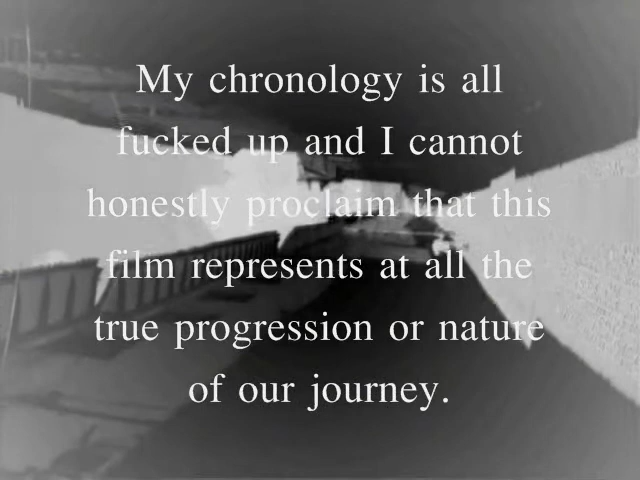 My chronology is all
fucked up and I cannot
honestly proclaim that this
film represents at all the
true progression or nature
of our journey.